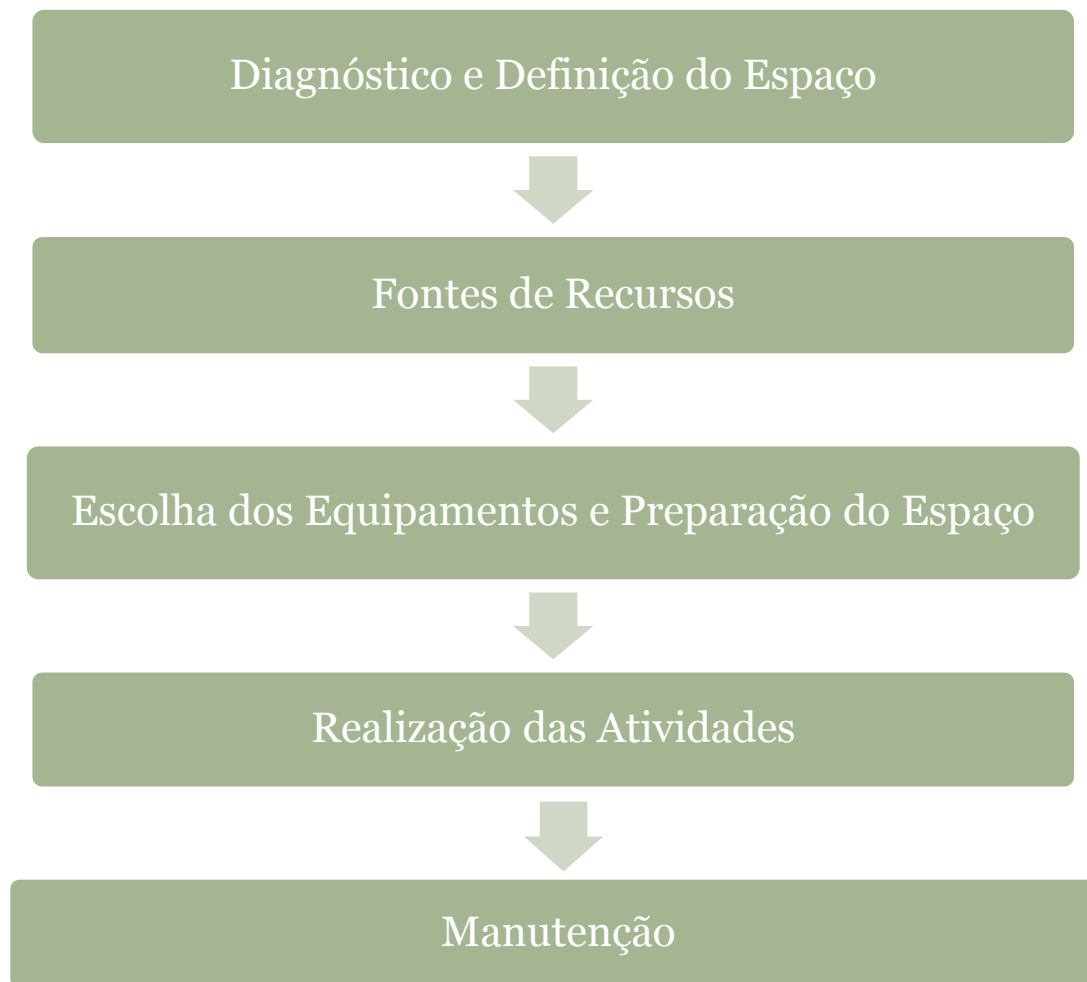 Diagnóstico e Definição do Espaço
Fontes de Recursos
Escolha dos Equipamentos e Preparação do Espaço
Realização das Atividades
Manutenção